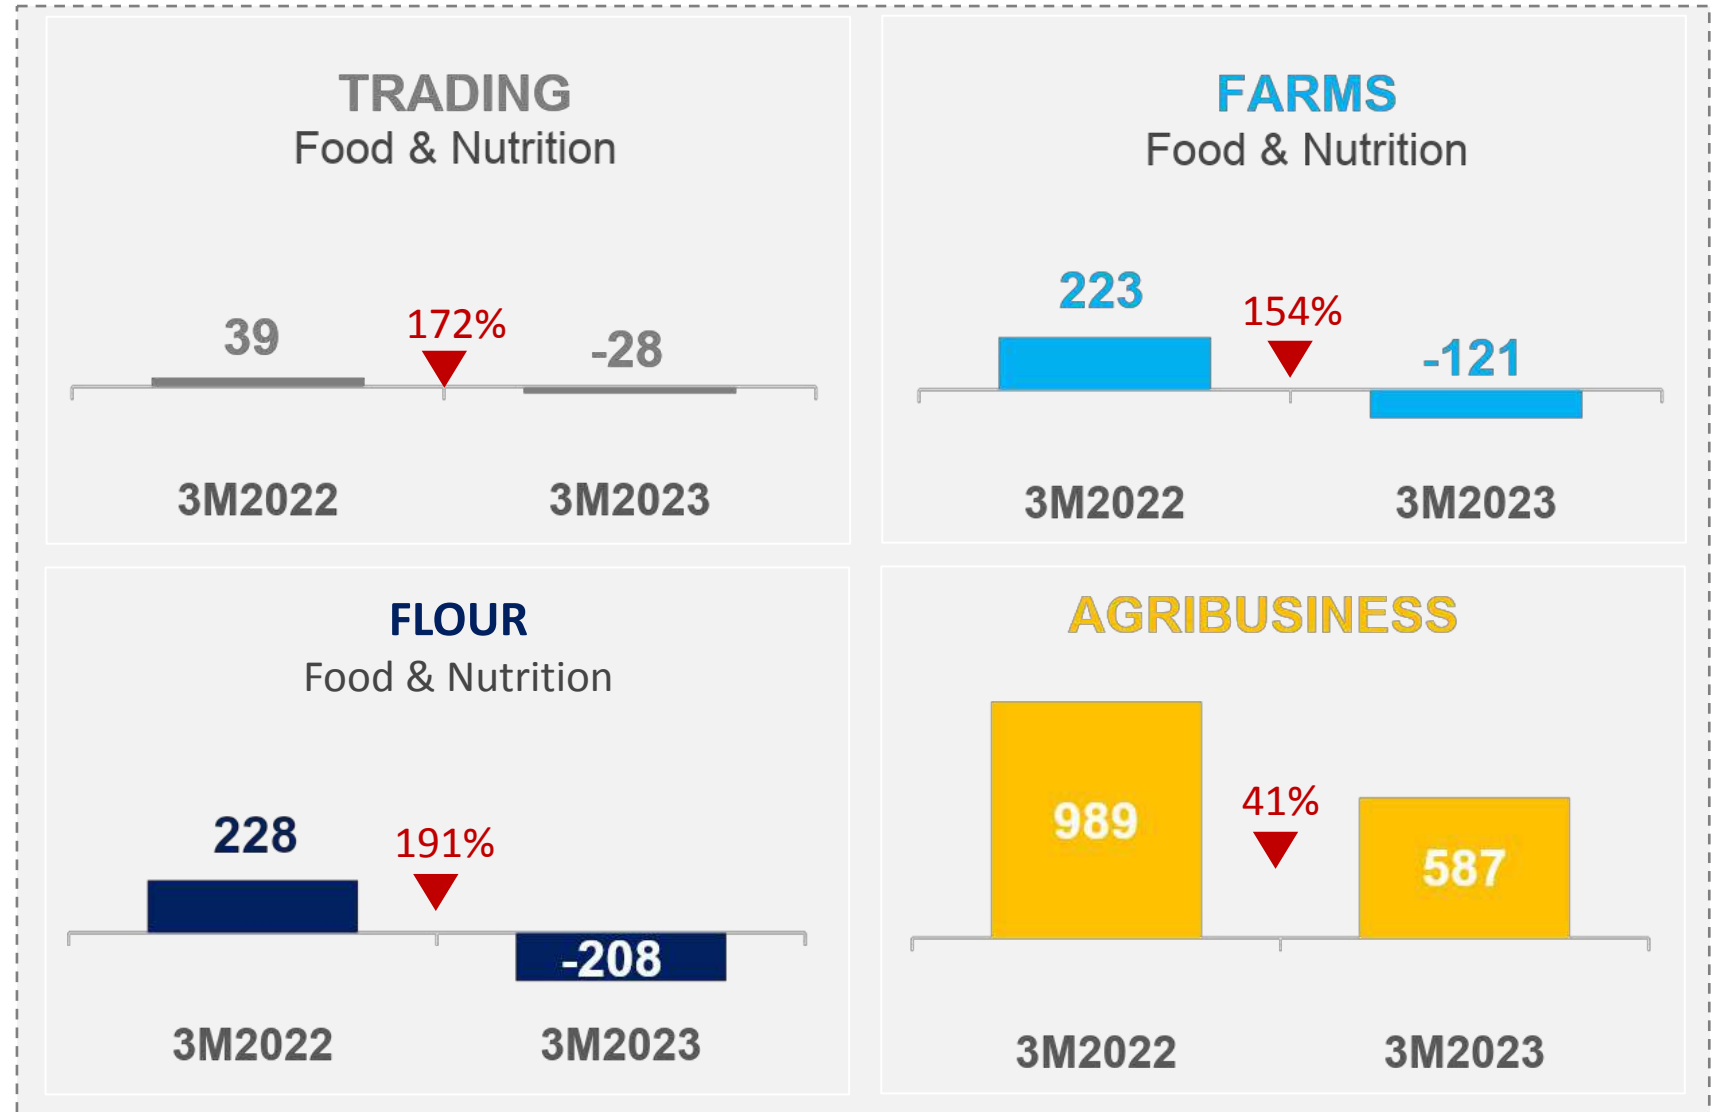 TRADING
Food & Nutrition
39
172%
-28
3M2022
3M2023
FARMS
Food & Nutrition
223
154%
-121
3M2022
3M2023
FLOUR
Food & Nutrition
228
191%
-208
3M2022
3M2023
AGRIBUSINESS
989
41%
587
3M2022
3M2023